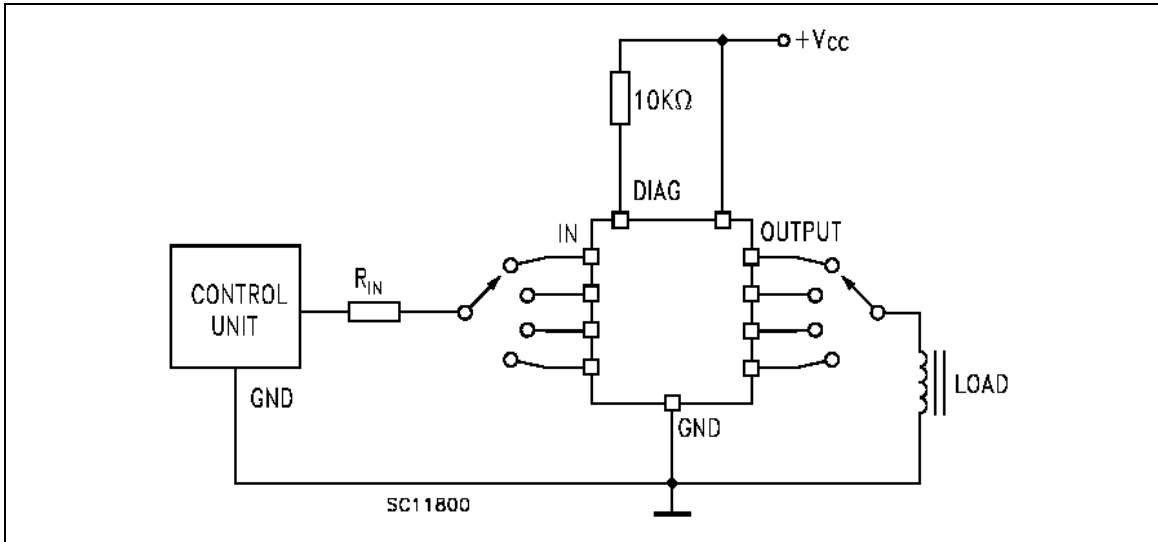 +Vcc
10KΩ
DIAG
IN
OUTPUT
RIN
CONTROL
UNIT
GND
GND
LOAD
SC11800